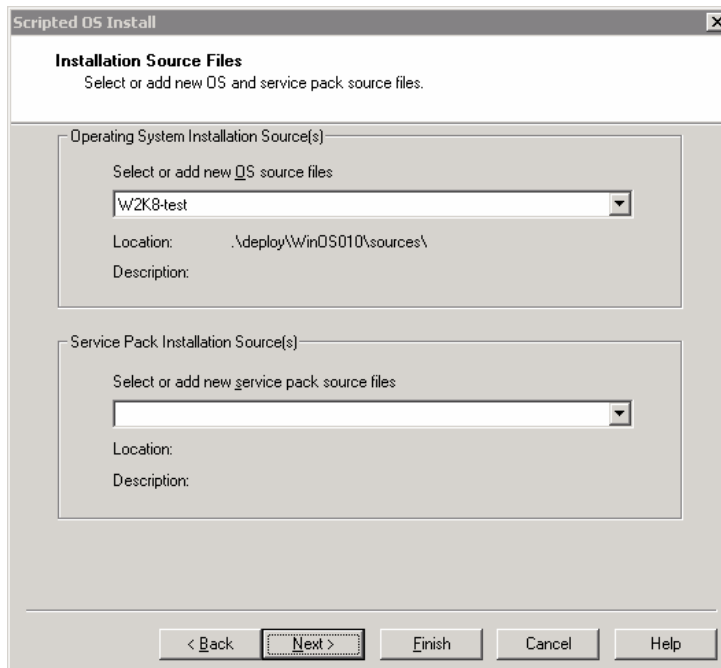 Scripted OS Install
Installation Source Files
Select or add new OS and service pack source files.
Operating System Installation Source(s)
Select or add new OS source files
W2K8-test
Location: .\deploy\WinOS010\sources\
Description:
Service Pack Installation Source(s)
Select or add new service pack source files
Location:
Description:
< Back Next > Finish Cancel Help